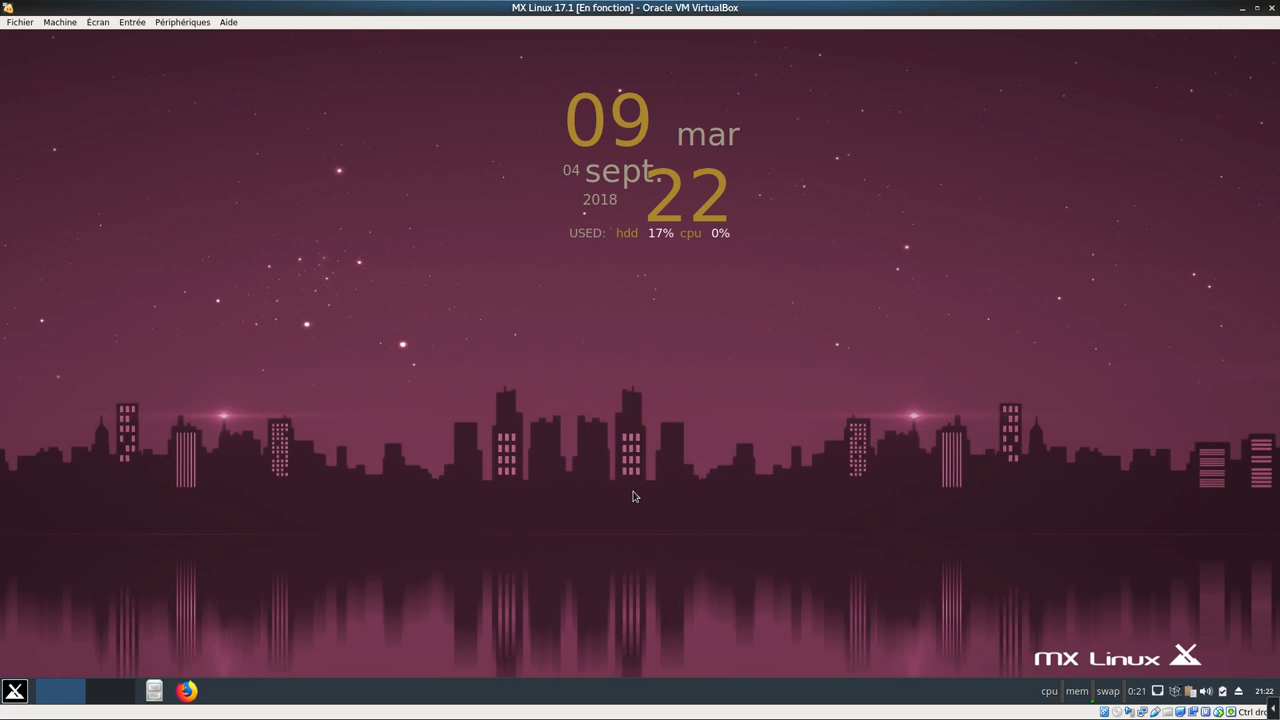 MX Linux 17.1 [En fonction] - Oracle VM VirtualBox
Fichier Machine Écran Entrée Périphériques Aide
09 mar
04 sept. 22
2018
USED: hdd 17% cpu 0%
MX Linux
cpu mem swap 0:21 21:22
Ctrl